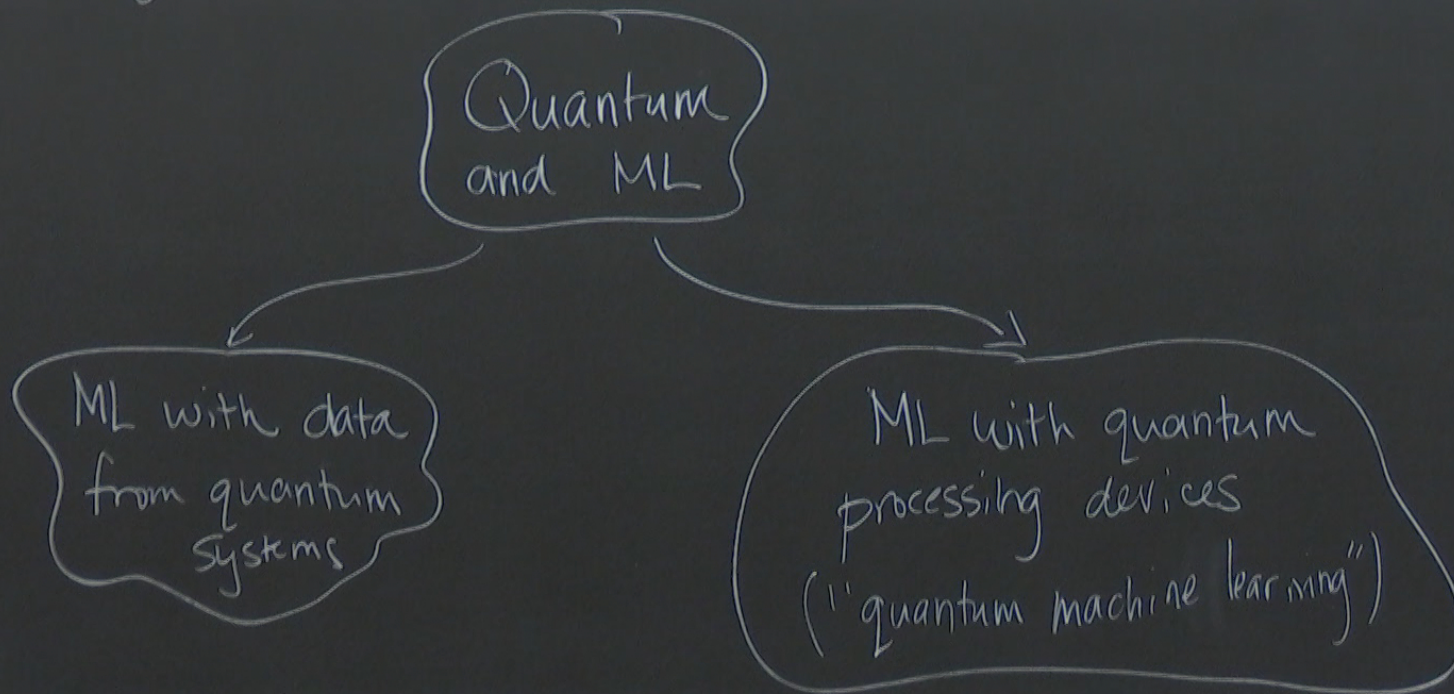 Quantum
and ML
ML with data
from quantum
systems
ML with quantum
processing devices
("quantum machine learning")